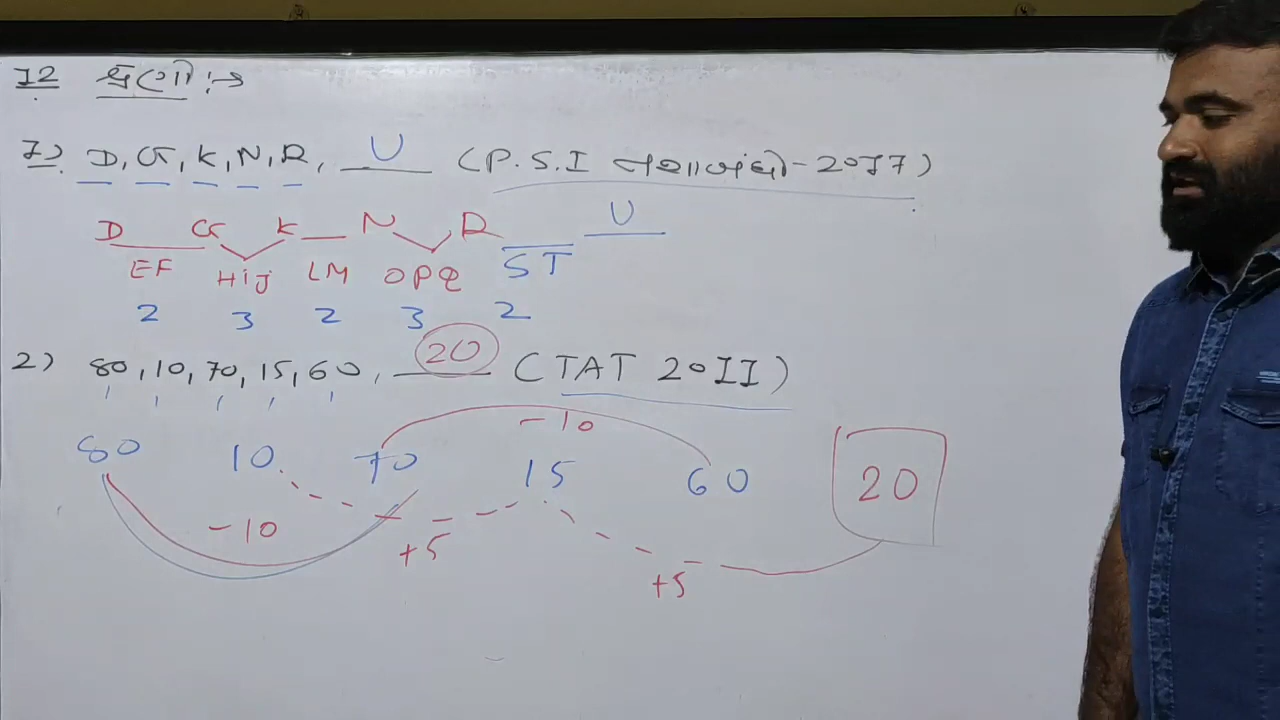 12 શ્રેણી :→
1) D, G, K, N, R, U (P.S.I -2017)
D G K N R U
EF HIJ LM OPQ ST
2 3 2 3 2
2) 80, 10, 70, 15, 60, 20 (TAT 2011)
-10
80 10 70 15 60 20
-10 +5
+5